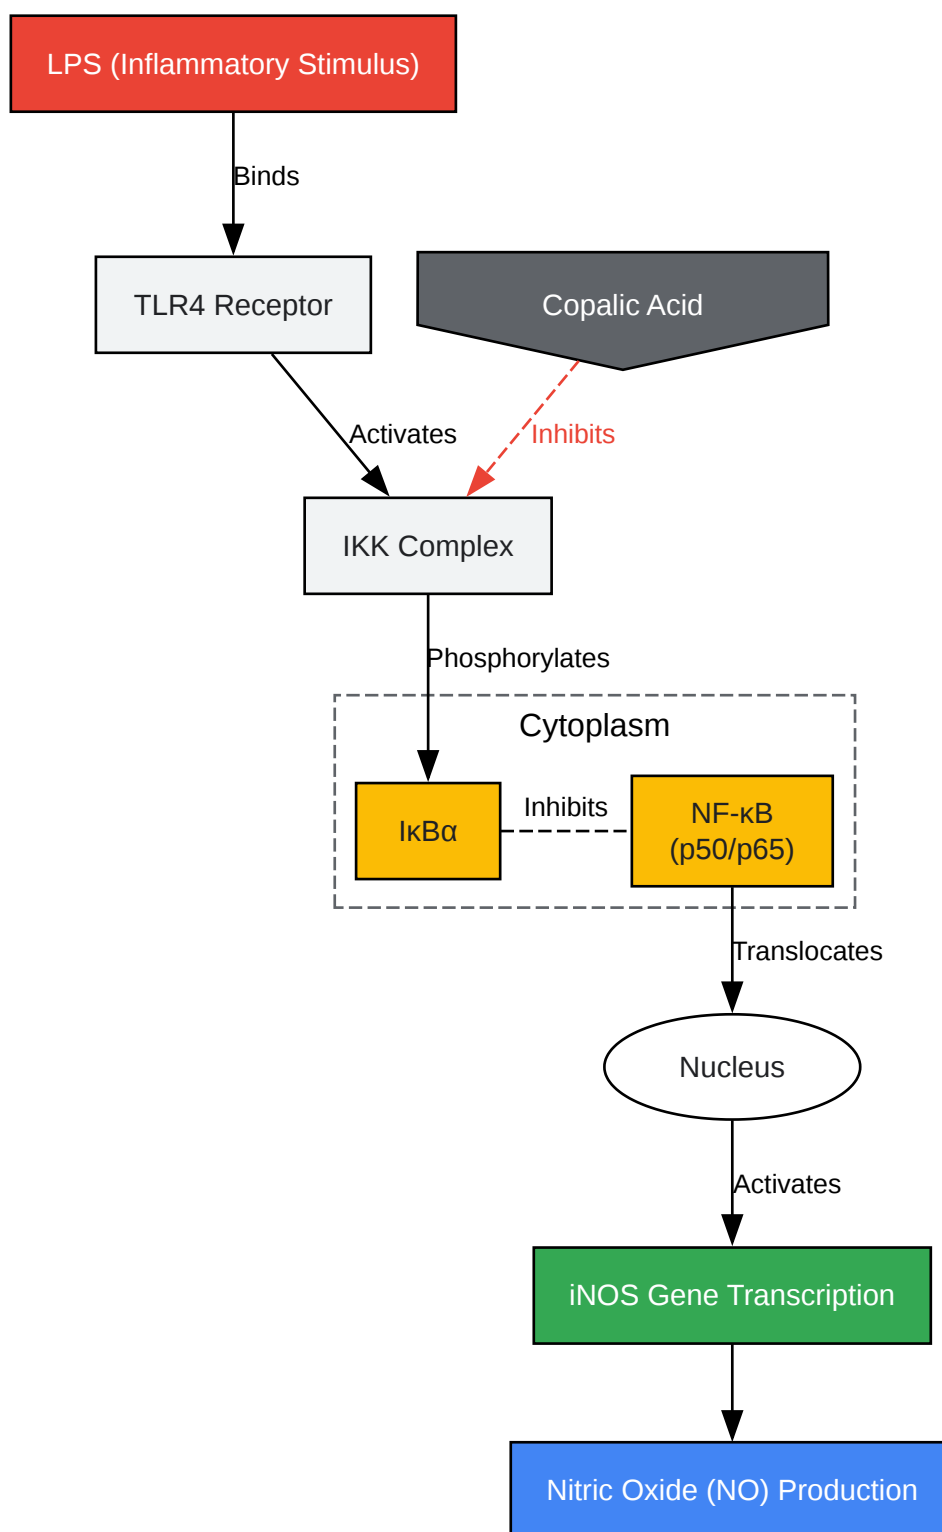 LPS (Inflammatory Stimulus)
Binds
TLR4 Receptor
Copalic Acid
Activates
Inhibits
IKK Complex
Phosphorylates
Cytoplasm
IκBα
Inhibits
NF-κB
(p50/p65)
Translocates
Nucleus
Activates
iNOS Gene Transcription
Nitric Oxide (NO) Production